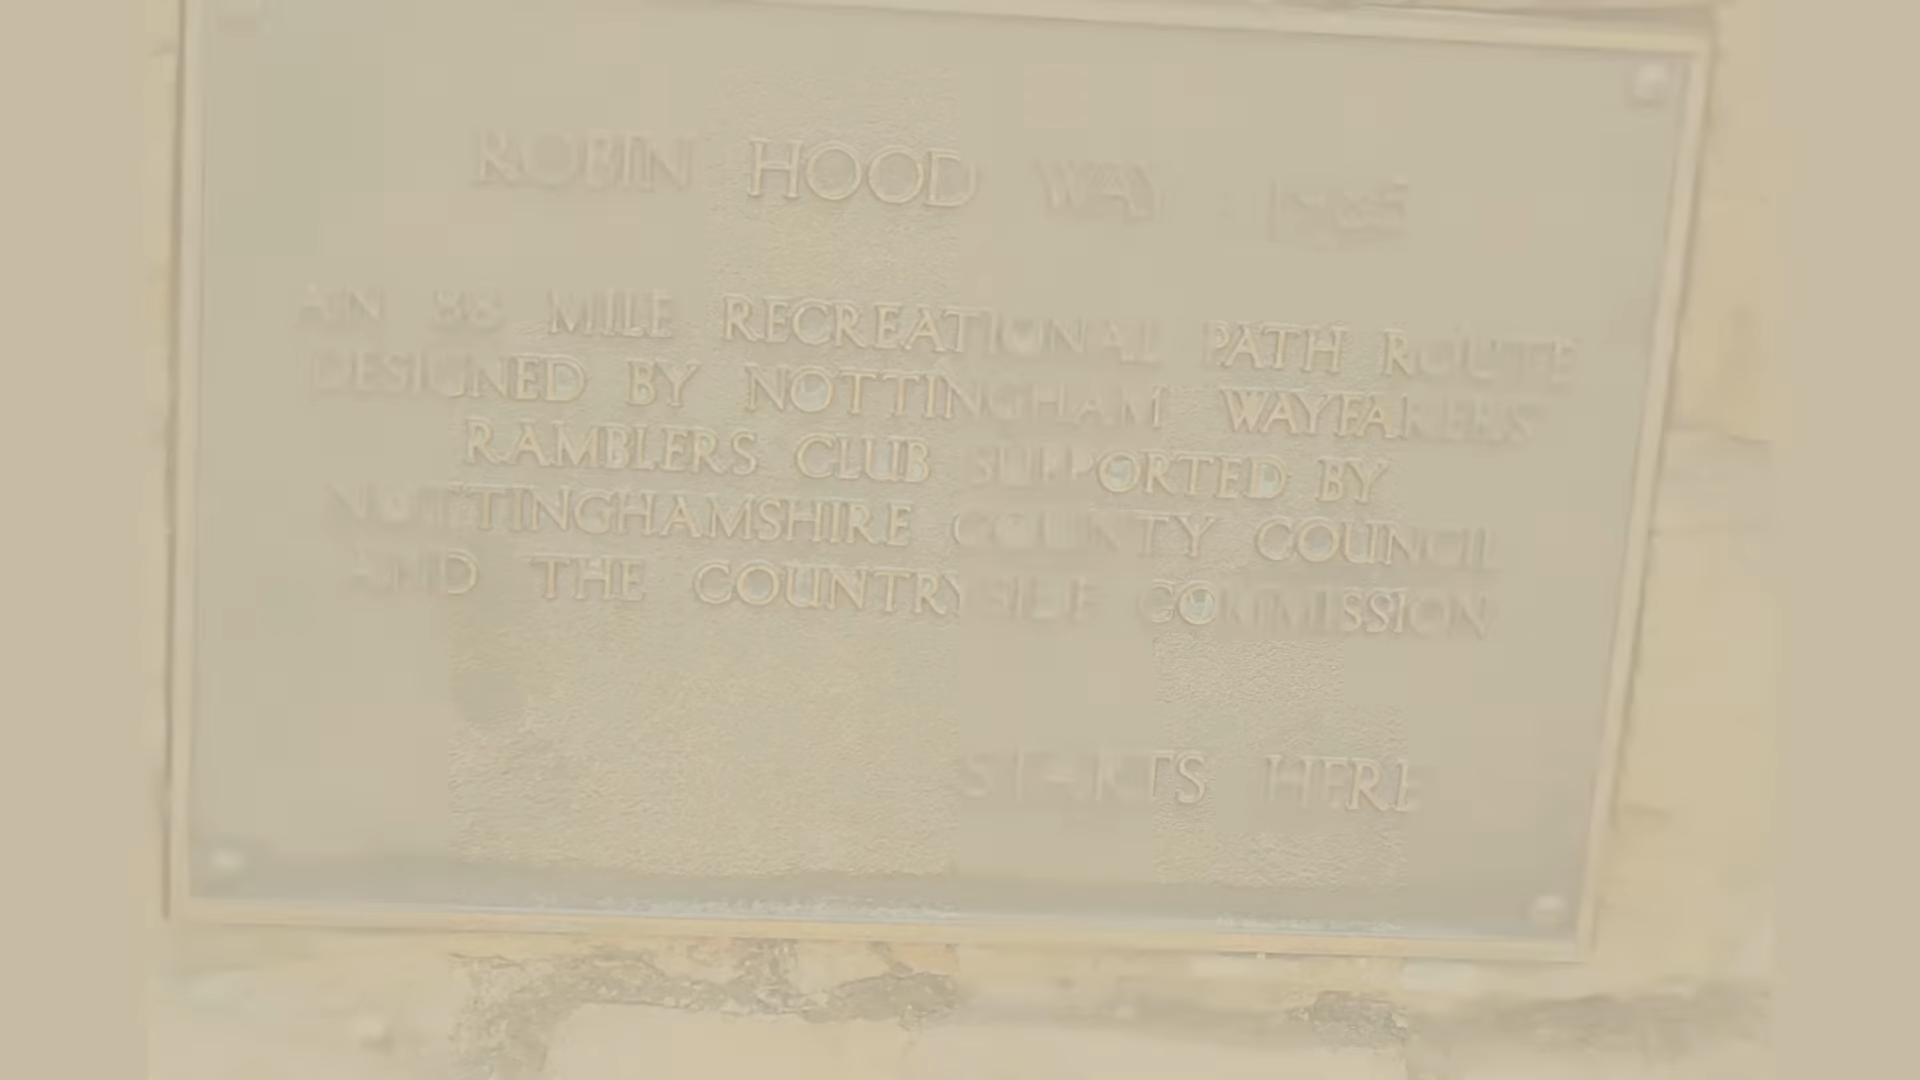 ROBIN HOOD WAY
AN 88 MILE RECREATIONAL PATH ROUTE
DESIGNED BY NOTTINGHAM WAYFARERS
RAMBLERS CLUB SUPPORTED BY
NOTTINGHAMSHIRE COUNTY COUNCIL
AND THE COUNTRYSIDE COMMISSION
STARTS HERE